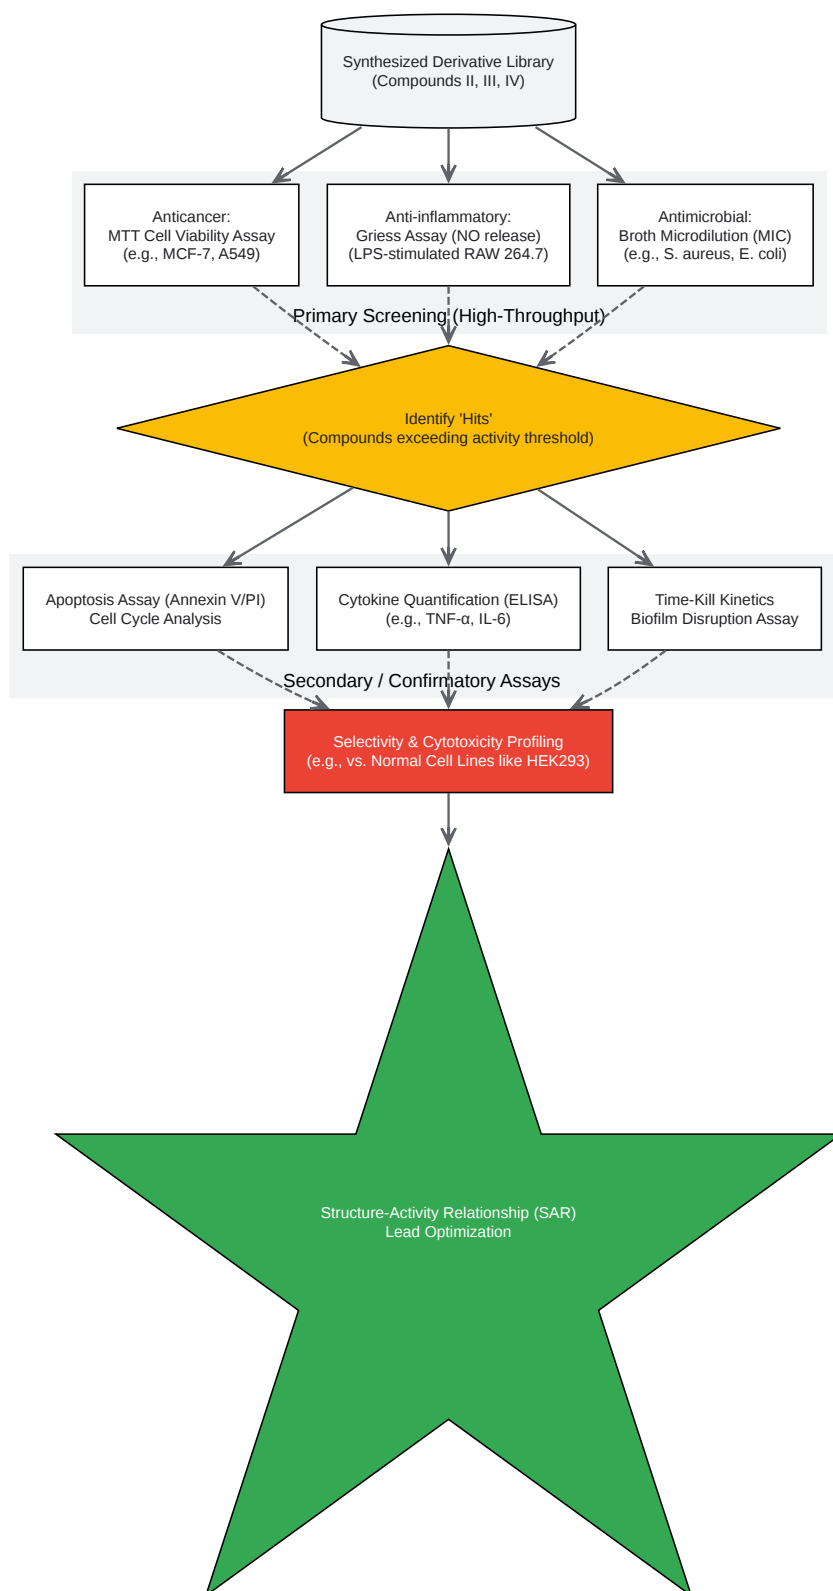 Synthesized Derivative Library
(Compounds II, III, IV)
Anticancer:
MTT Cell Viability Assay
(e.g., MCF-7, A549)
Anti-inflammatory:
Griess Assay (NO release)
(LPS-stimulated RAW 264.7)
Antimicrobial:
Broth Microdilution (MIC)
(e.g., S. aureus, E. coli)
Primary Screening (High-Throughput)
Identify 'Hits'
(Compounds exceeding activity threshold)
Apoptosis Assay (Annexin V/PI)
Cell Cycle Analysis
Cytokine Quantification (ELISA)
(e.g., TNF-α, IL-6)
Time-Kill Kinetics
Biofilm Disruption Assay
Secondary / Confirmatory Assays
Selectivity & Cytotoxicity Profiling
(e.g., vs. Normal Cell Lines like HEK293)
Structure-Activity Relationship (SAR)
Lead Optimization